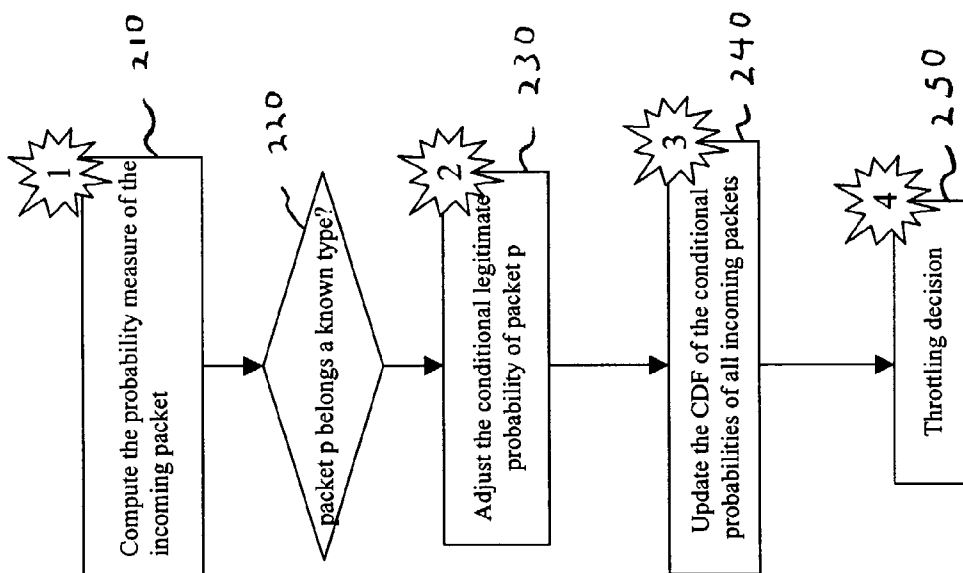 1
210
Compute the probability measure of the
incoming packet
220
packet p belongs a known type?
2
230
Adjust the conditional legitimate
probability of packet p
3
240
Update the CDF of the conditional
probabilities of all incoming packets
4
250
Throttling decision